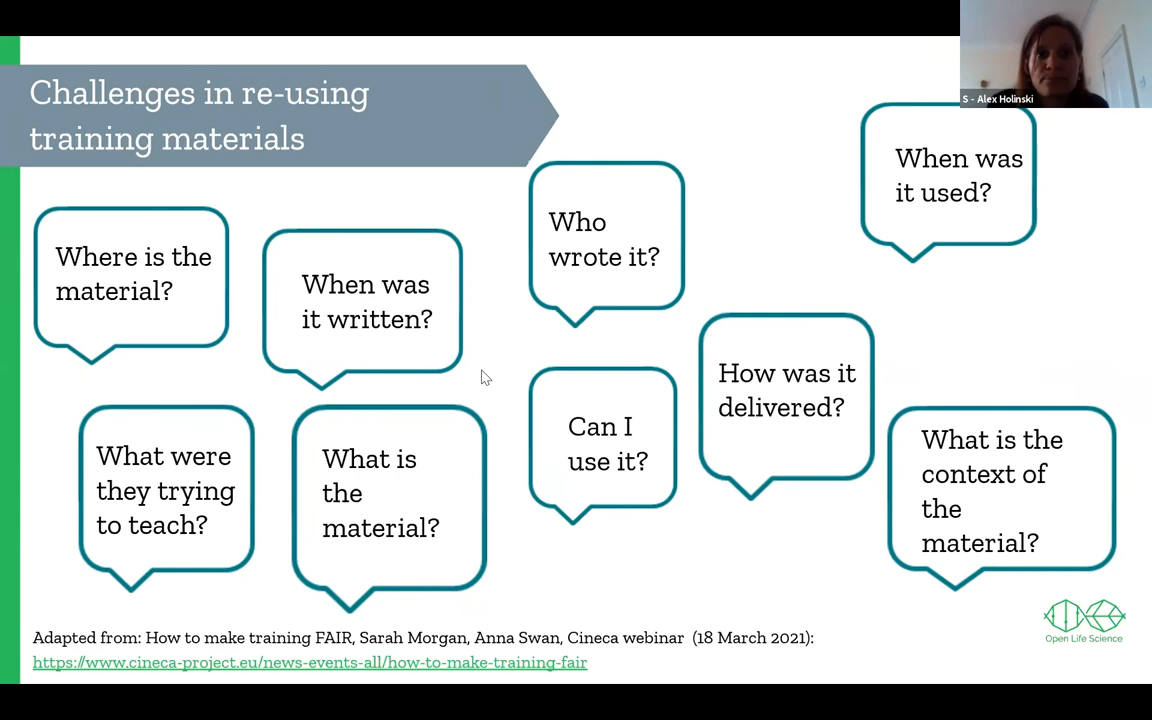 Challenges in re-using
training materials
S - Alex Holinski
When was
it used?
Who
wrote it?
Where is the
material?
When was
it written?
How was it
delivered?
Can I
use it?
What were
they trying
to teach?
What is
the
material?
What is the
context of
the
material?
Open Life Science
Adapted from: How to make training FAIR, Sarah Morgan, Anna Swan, Cineca webinar (18 March 2021):
https://www.cineca-project.eu/news-events-all/how-to-make-training-fair